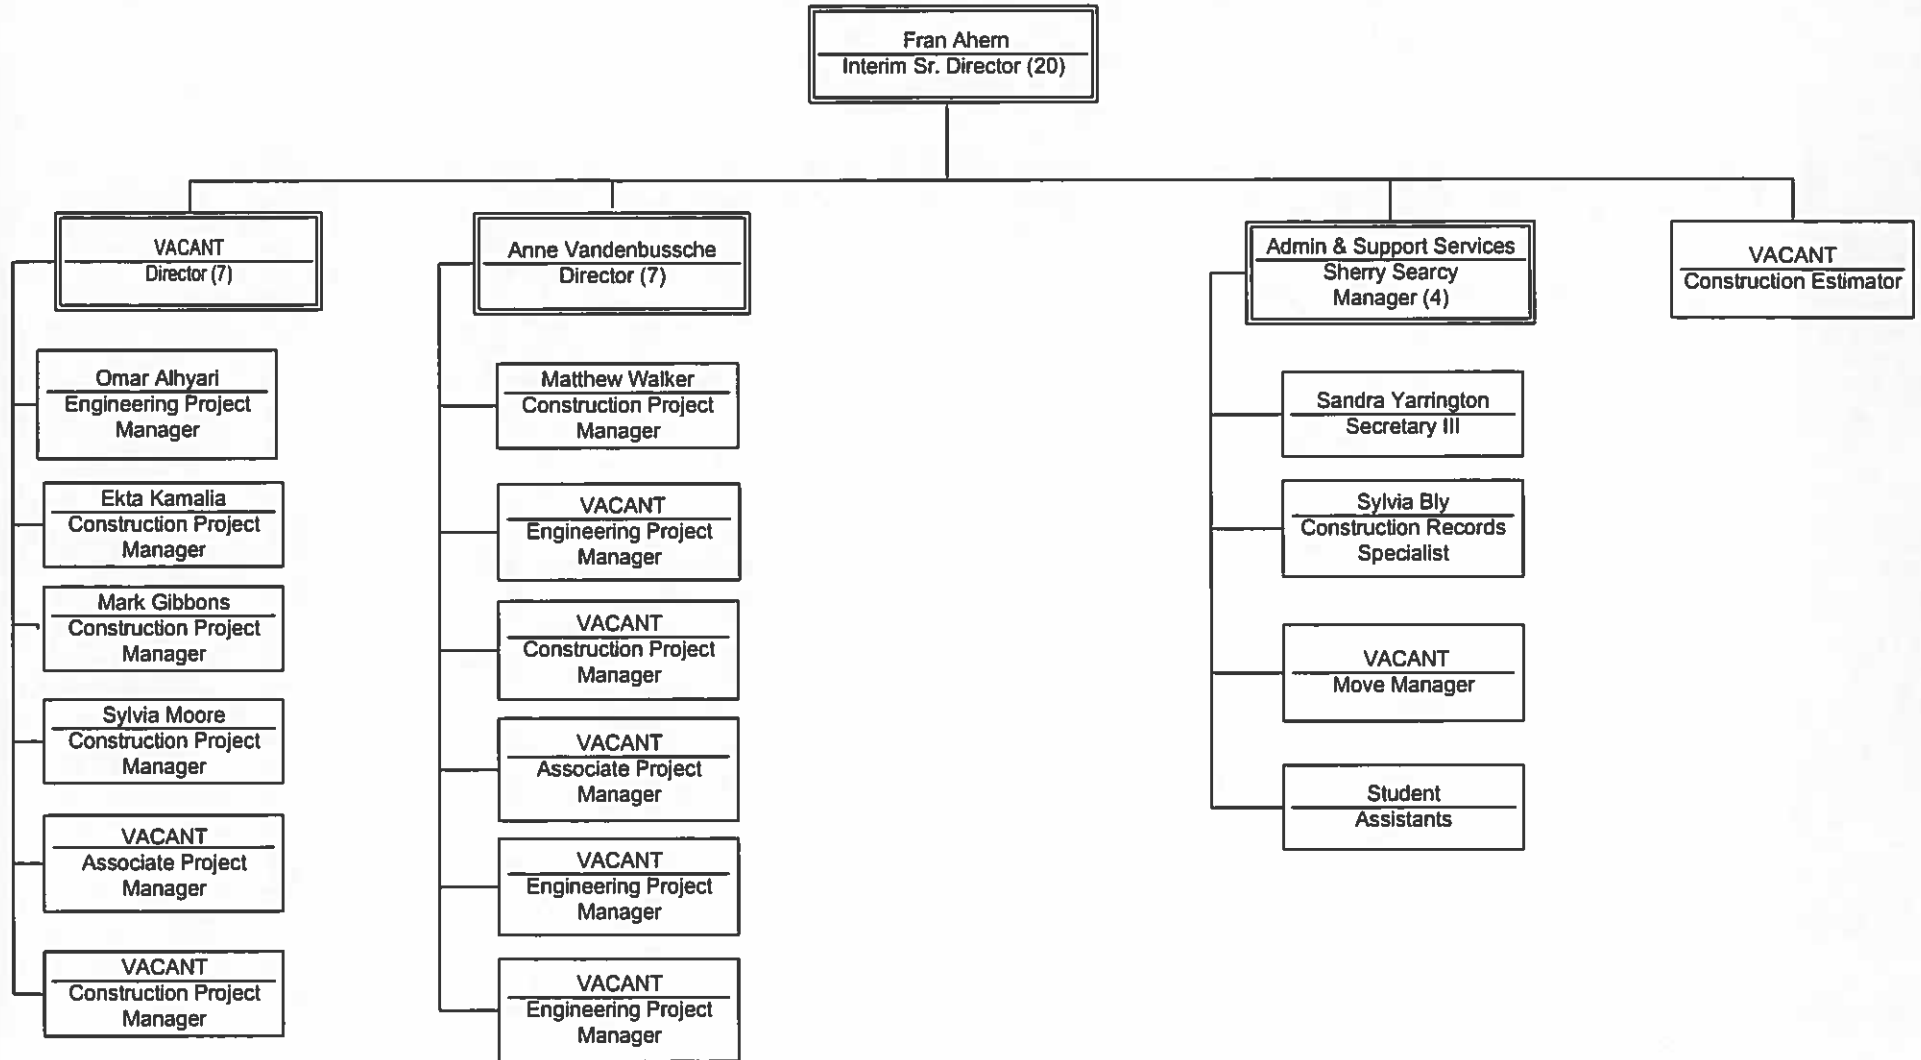 Fran Ahern
Interim Sr. Director (20)
VACANT
Director (7)
Omar Alhyari
Engineering Project
Manager
Ekta Kamalia
Construction Project
Manager
Mark Gibbons
Construction Project
Manager
Sylvia Moore
Construction Project
Manager
VACANT
Associate Project
Manager
VACANT
Construction Project
Manager
Anne Vandenbussche
Director (7)
Matthew Walker
Construction Project
Manager
VACANT
Engineering Project
Manager
VACANT
Construction Project
Manager
VACANT
Associate Project
Manager
VACANT
Engineering Project
Manager
VACANT
Engineering Project
Manager
Admin & Support Services
Sherry Searcy
Manager (4)
Sandra Yarrington
Secretary III
Sylvia Bly
Construction Records
Specialist
VACANT
Move Manager
Student
Assistants
VACANT
Construction Estimator